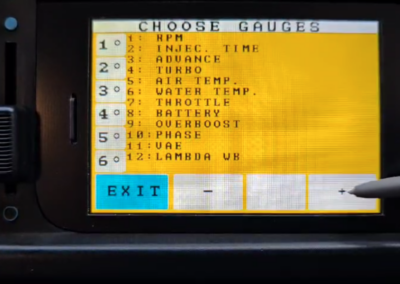 CHOOSE GAUGES
1: RPM
2: INJEC. TIME
3: ADVANCE
4: TURBO
5: AIR TEMP.
6: WATER TEMP.
7: THROTTLE
8: BATTERY
9: OVERBOOST
10:PHASE
11:VAE
12:LAMBDA WB
1°
2°
3°
4°
5°
6°
EXIT - +